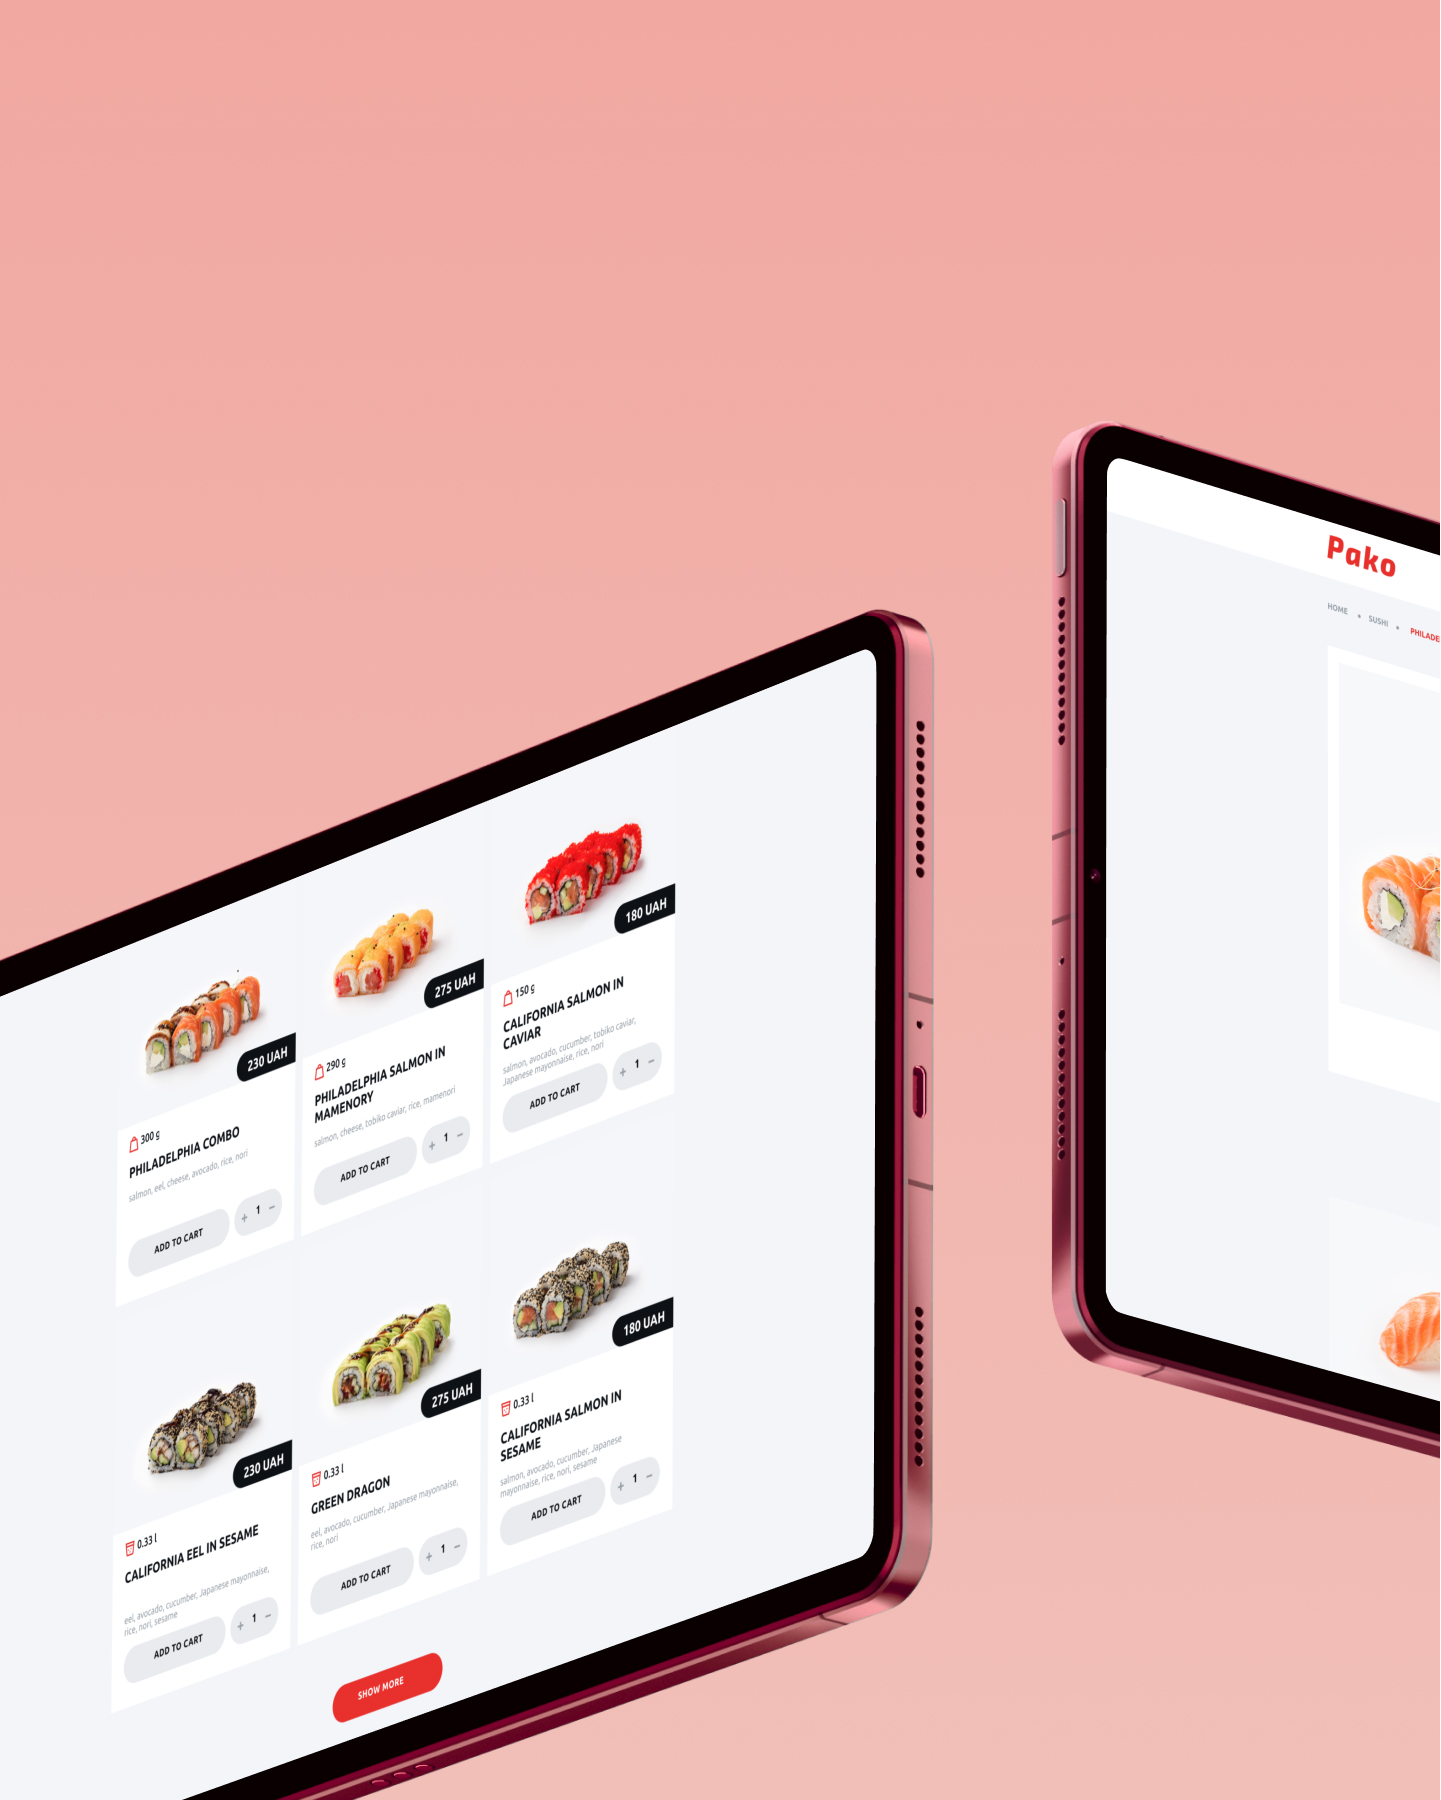 230 UAH
300 g
PHILADELPHIA COMBO
salmon, eel, cheese, avocado, rice, nori
ADD TO CART
+ 1 −
275 UAH
290 g
PHILADELPHIA SALMON IN
MAMENORY
salmon, cheese, tobiko caviar, rice, mamenori
ADD TO CART
+ 1 −
180 UAH
150 g
CALIFORNIA SALMON IN
CAVIAR
salmon, avocado, cucumber, tobiko caviar,
Japanese mayonnaise, rice, nori
ADD TO CART
+ 1 −
230 UAH
0.33 l
CALIFORNIA EEL IN SESAME
eel, avocado, cucumber, Japanese mayonnaise,
rice, nori, sesame
ADD TO CART
+ 1 −
275 UAH
0.33 l
GREEN DRAGON
eel, avocado, cucumber, Japanese mayonnaise,
rice, nori
ADD TO CART
+ 1 −
180 UAH
0.33 l
CALIFORNIA SALMON IN
SESAME
salmon, avocado, cucumber, Japanese
mayonnaise, rice, nori, sesame
ADD TO CART
+ 1 −
SHOW MORE
Pako
HOME • SUSHI • PHILADE